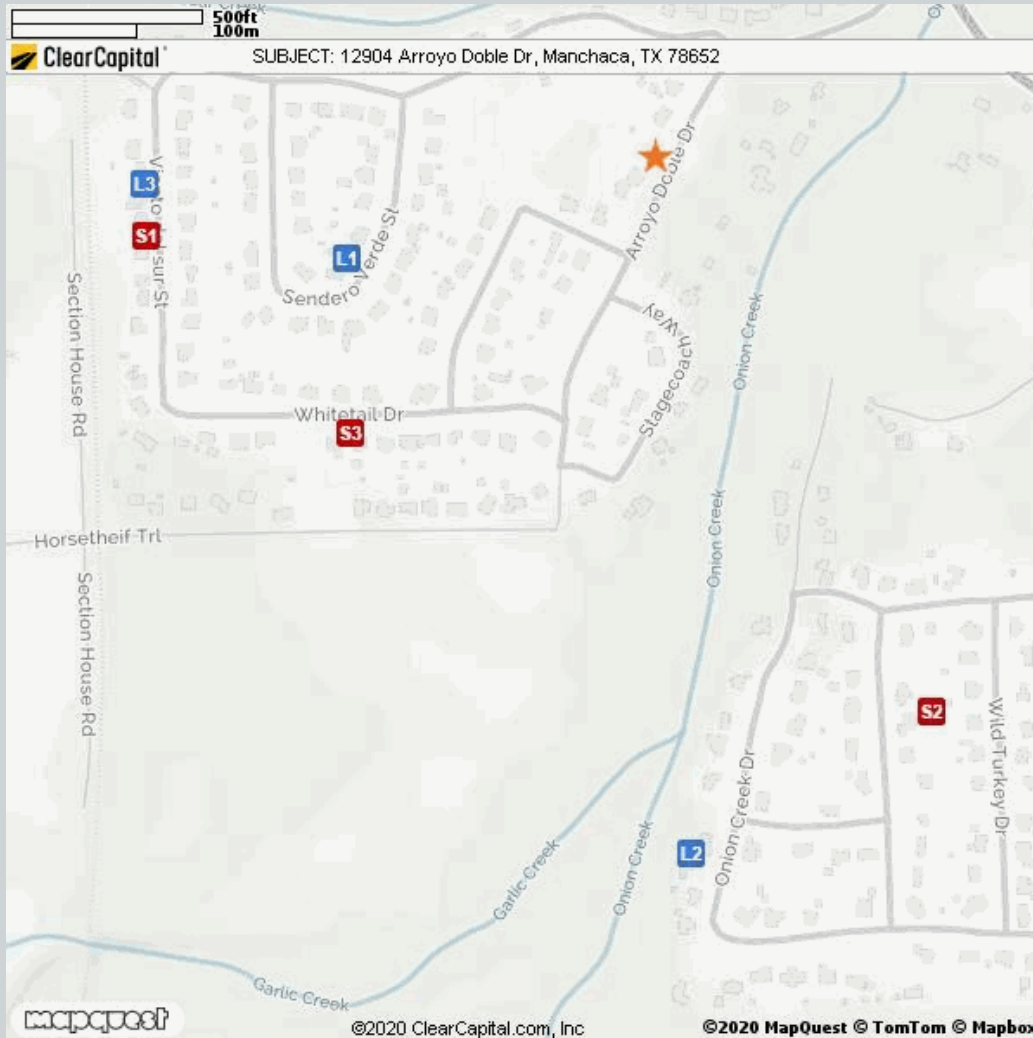 500ft
100m
ClearCapital
SUBJECT: 12904 Arroyo Doble Dr, Manchaca, TX 78652
Arroyo Doble Dr
L3
S1
L1
Sendero Verde St
Section House Rd
Onion Creek
Stagecoach Way
Whitetail Dr
S3
Onion Creek
Horsetheif Trl
Section House Rd
S2
Wild Turkey Dr
Onion Creek Dr
L2
Garlic Creek
Onion Creek
Garlic Creek
mapquest
©2020 ClearCapital.com, Inc
©2020 MapQuest © TomTom © Mapbox